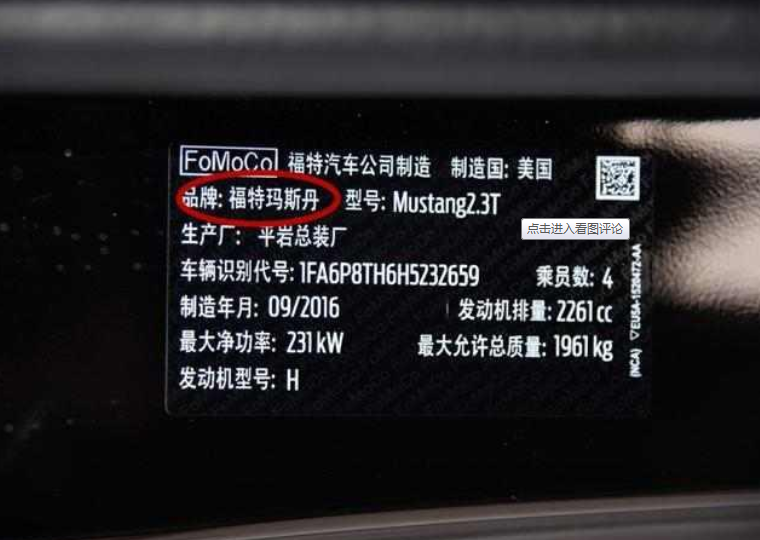 FoMoCo 福特汽车公司制造 制造国: 美国
品牌: 福特玛斯丹 型号: Mustang2.3T
点击进入看图评论
生产厂: 平岩总装厂
车辆识别代号: 1FA6P8TH6H5232659 乘员数: 4
制造年月: 09/2016 发动机排量: 2261 cc
最大净功率: 231 kW 最大允许总质量: 1961 kg
发动机型号: H
(NCA)